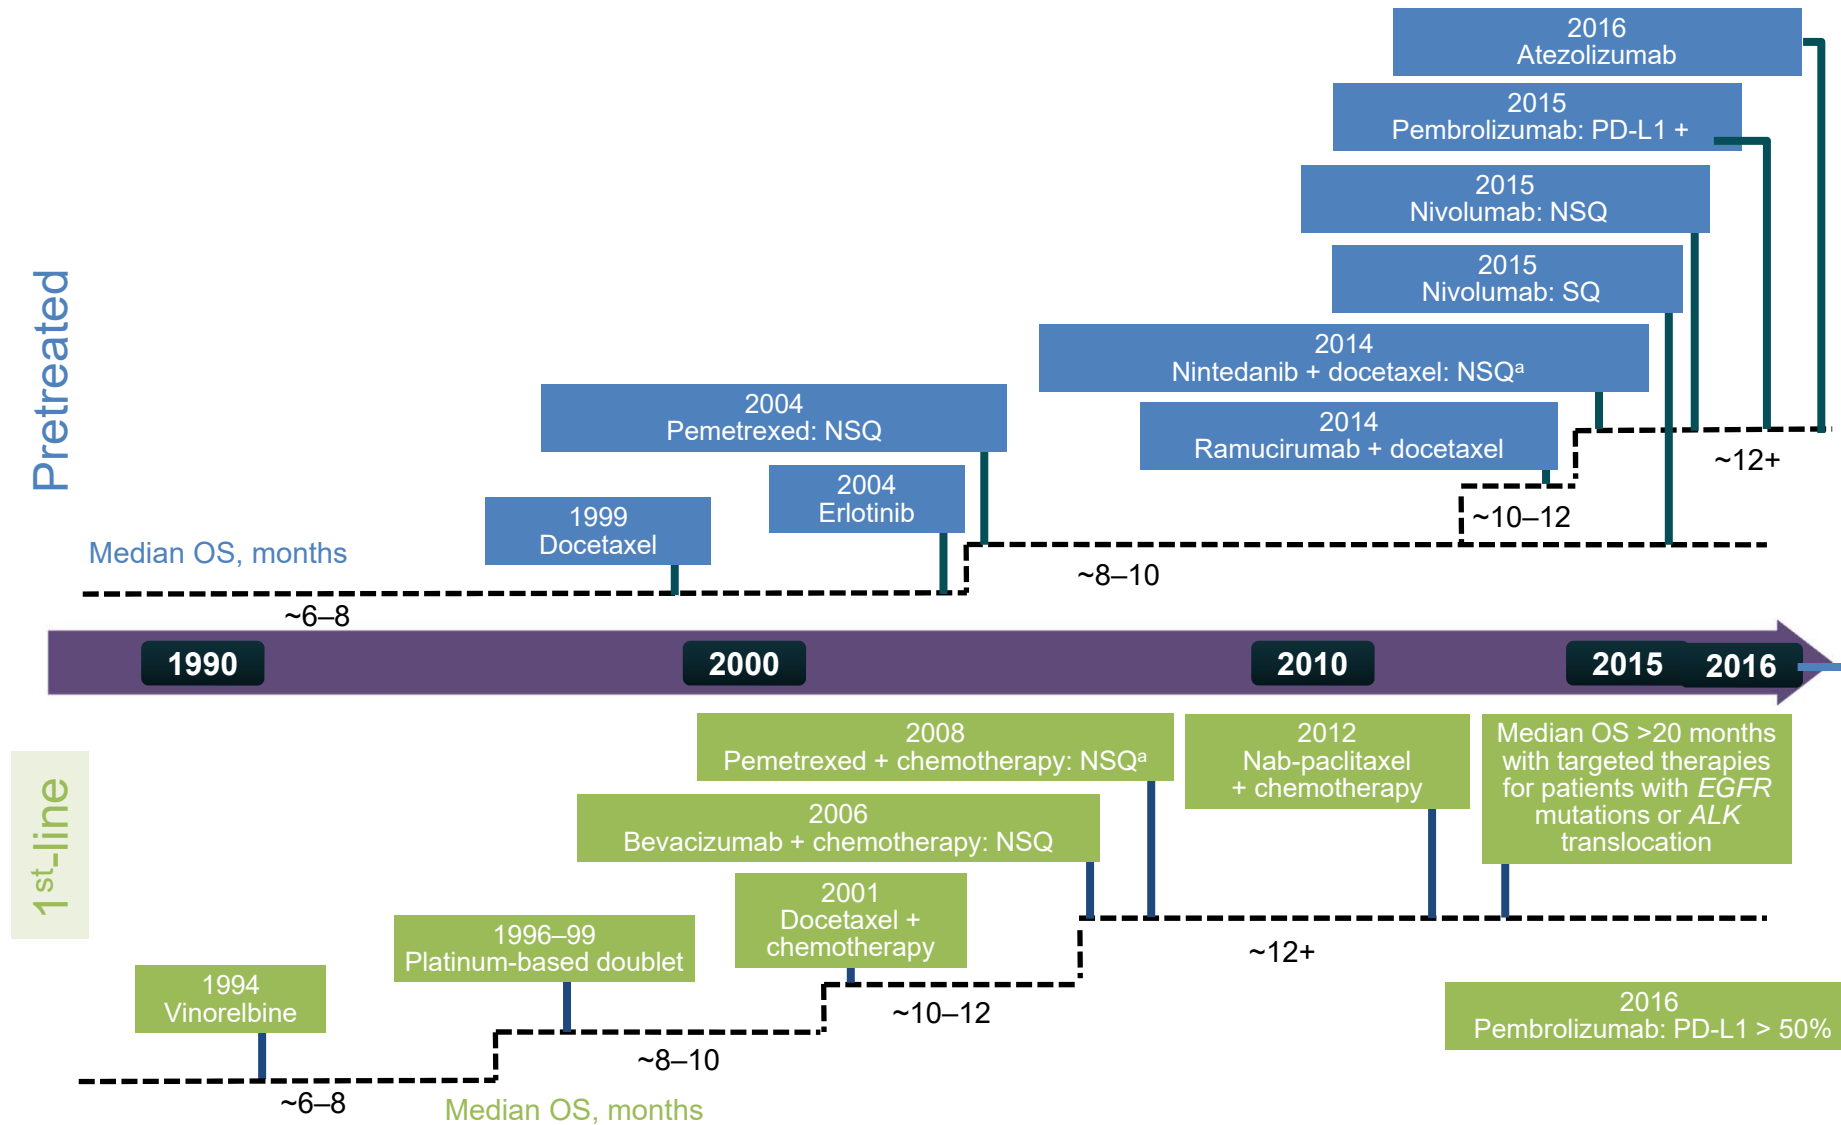 2016
Atezolizumab
2015
Pembrolizumab: PD-L1 +
2015
Nivolumab: NSQ
2015
Nivolumab: SQ
2014
Nintedanib + docetaxel: NSQᵃ
2014
Ramucirumab + docetaxel
2004
Pemetrexed: NSQ
2004
Erlotinib
1999
Docetaxel
Pretreated
Median OS, months
~6–8
~8–10
~10–12
~12+
1990
2000
2010
2015
2016
1ˢᵗ-line
2008
Pemetrexed + chemotherapy: NSQᵃ
2012
Nab-paclitaxel
+ chemotherapy
Median OS >20 months
with targeted therapies
for patients with EGFR
mutations or ALK
translocation
2006
Bevacizumab + chemotherapy: NSQ
2001
Docetaxel +
chemotherapy
1996–99
Platinum-based doublet
1994
Vinorelbine
2016
Pembrolizumab: PD-L1 > 50%
~12+
~10–12
~8–10
~6–8
Median OS, months